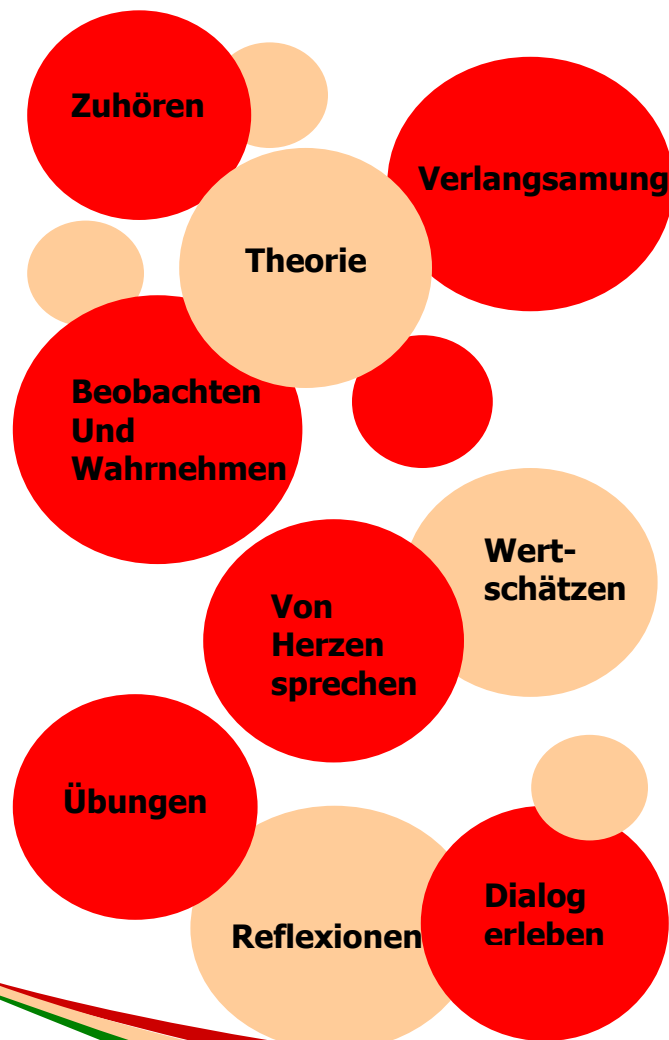 Zuhören
Verlangsamung
Theorie
Beobachten
Und
Wahrnehmen
Wert-
schätzen
Von
Herzen
sprechen
Übungen
Reflexionen
Dialog
erleben